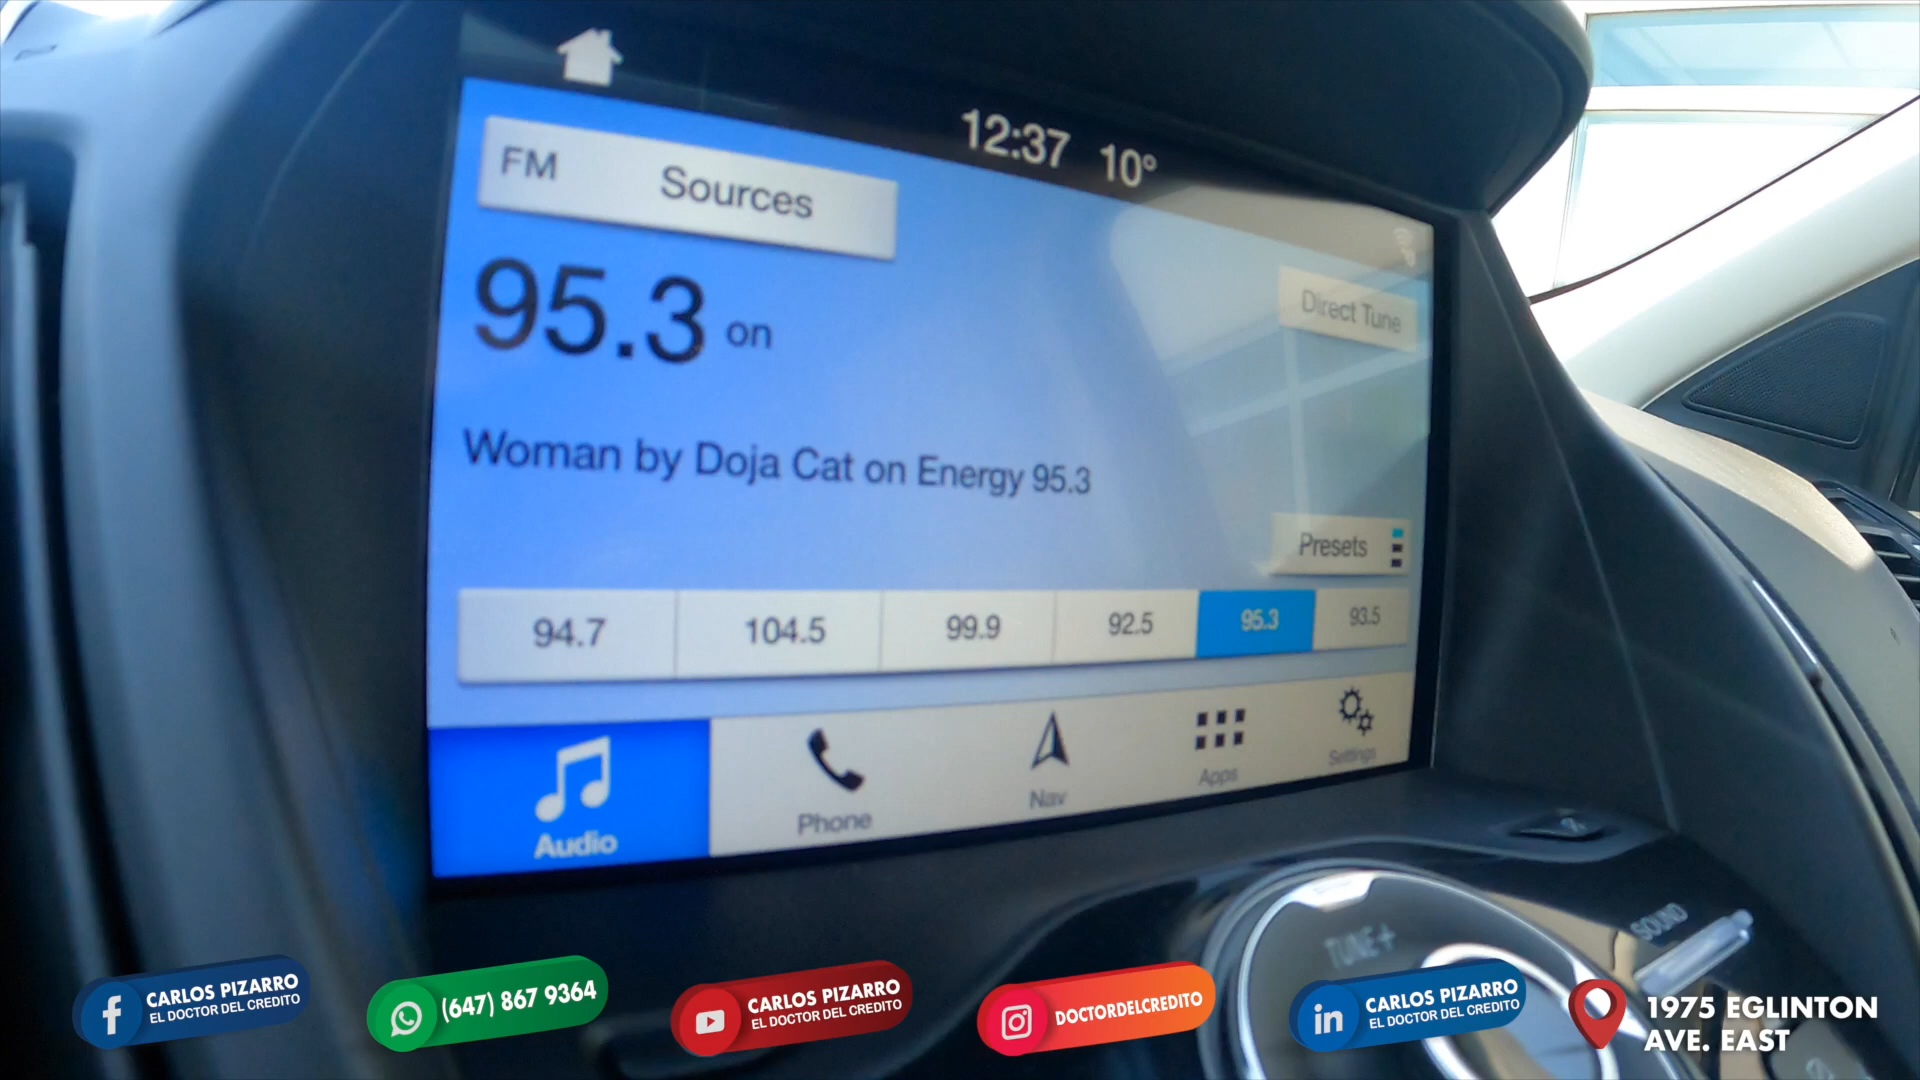 12:37 10°
FM Sources
95.3 on
Direct Tune
Woman by Doja Cat on Energy 95.3
Presets
94.7 104.5 99.9 92.5 95.3 93.5
Audio Phone Nav Apps Settings
SOUND
TUNE+
CARLOS PIZARRO
EL DOCTOR DEL CREDITO
(647) 867 9364
CARLOS PIZARRO
EL DOCTOR DEL CREDITO
DOCTORDELCREDITO
CARLOS PIZARRO
EL DOCTOR DEL CREDITO
1975 EGLINTON
AVE. EAST